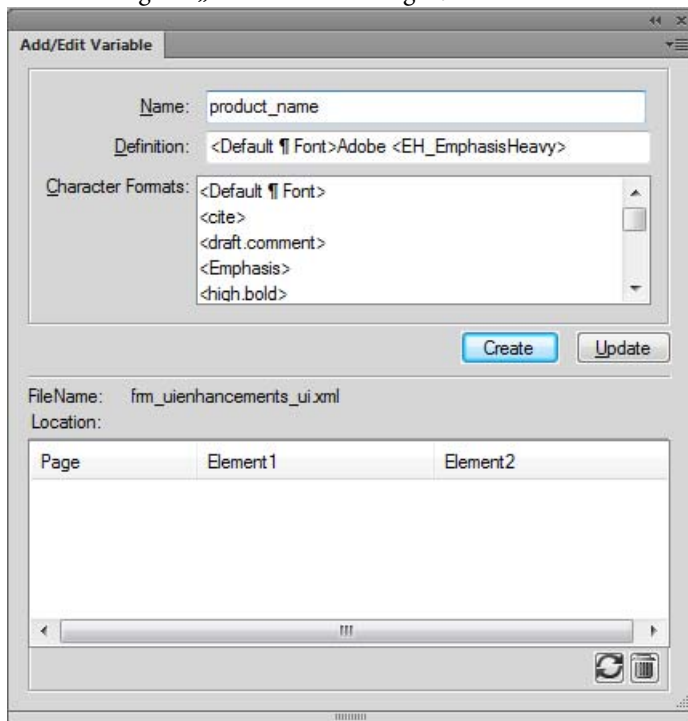 Add/Edit Variable
Name: product_name
Definition: <Default ¶ Font>Adobe <EH_EmphasisHeavy>
Character Formats: <Default ¶ Font>
<cite>
<draft.comment>
<Emphasis>
<high.bold>
Create Update
FileName: frm_uienhancements_ui.xml
Location:
Page Element1 Element2